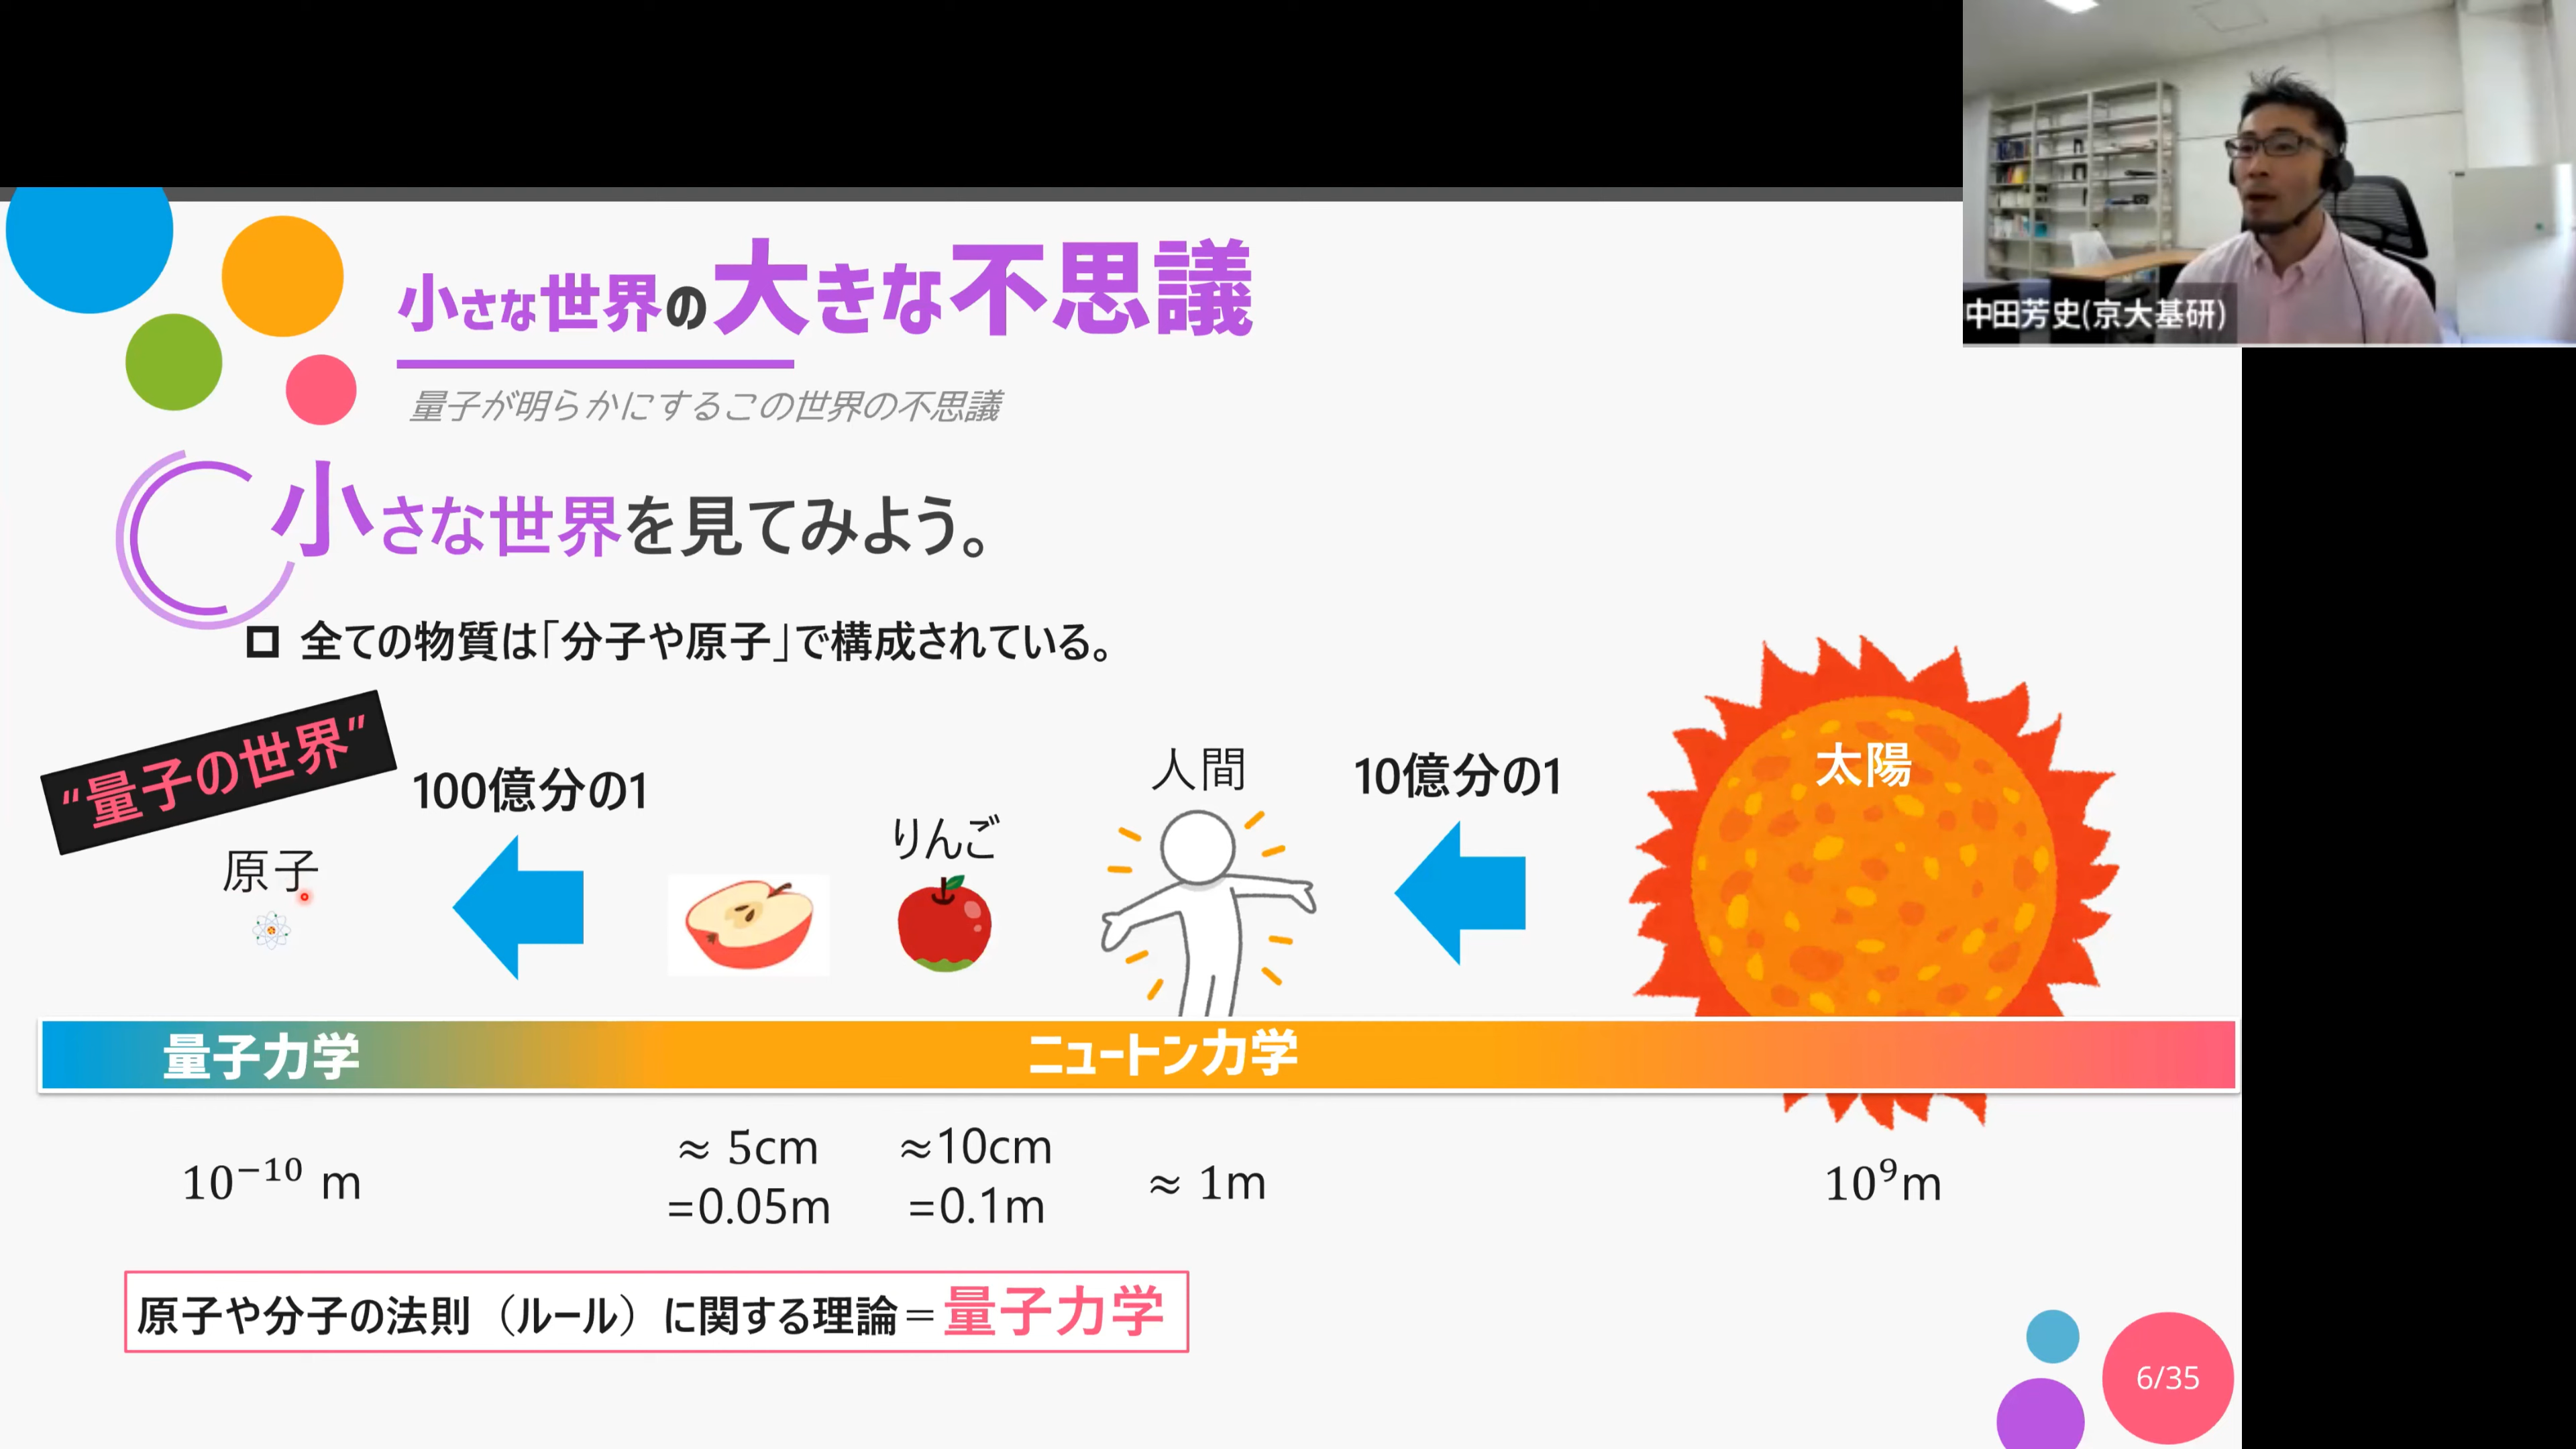 中田芳史(京大基研)
小さな世界の大きな不思議
量子が明らかにするこの世界の不思議
小さな世界を見てみよう。
全ての物質は「分子や原子」で構成されている。
“量子の世界”
100億分の1
原子
りんご
人間
10億分の1
太陽
量子力学
ニュートン力学
10⁻¹⁰ m
≈ 5cm
=0.05m
≈10cm
=0.1m
≈ 1m
10⁹m
原子や分子の法則（ルール）に関する理論＝量子力学
6/35